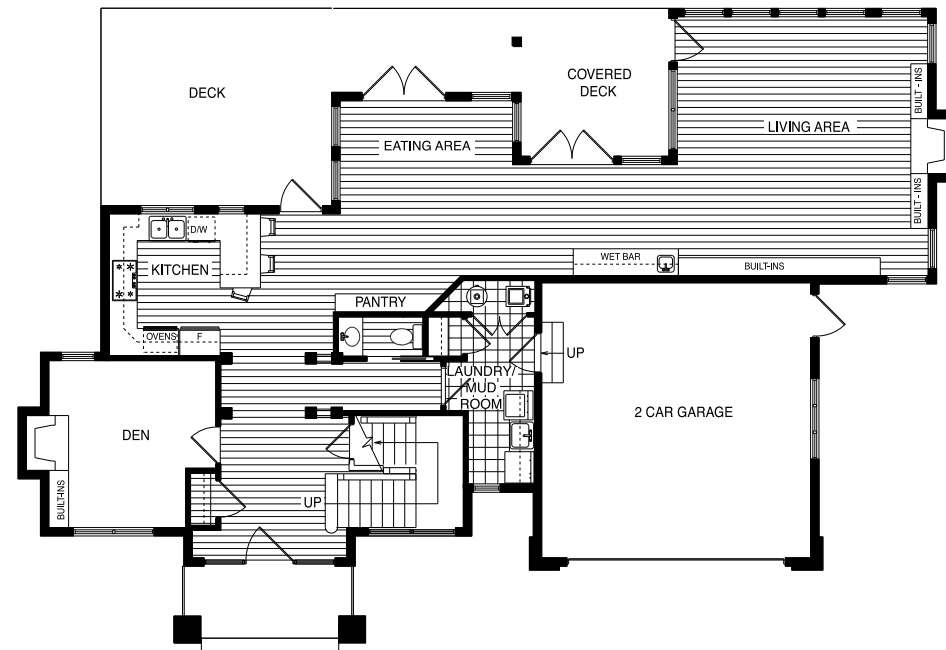 DECK
COVERED
DECK
BUILT - INS
LIVING AREA
EATING AREA
BUILT - INS
D/W
KITCHEN
WET BAR
BUILT-INS
PANTRY
OVENS
F
UP
LAUNDRY/
MUD
ROOM
2 CAR GARAGE
DEN
BUILT-INS
UP